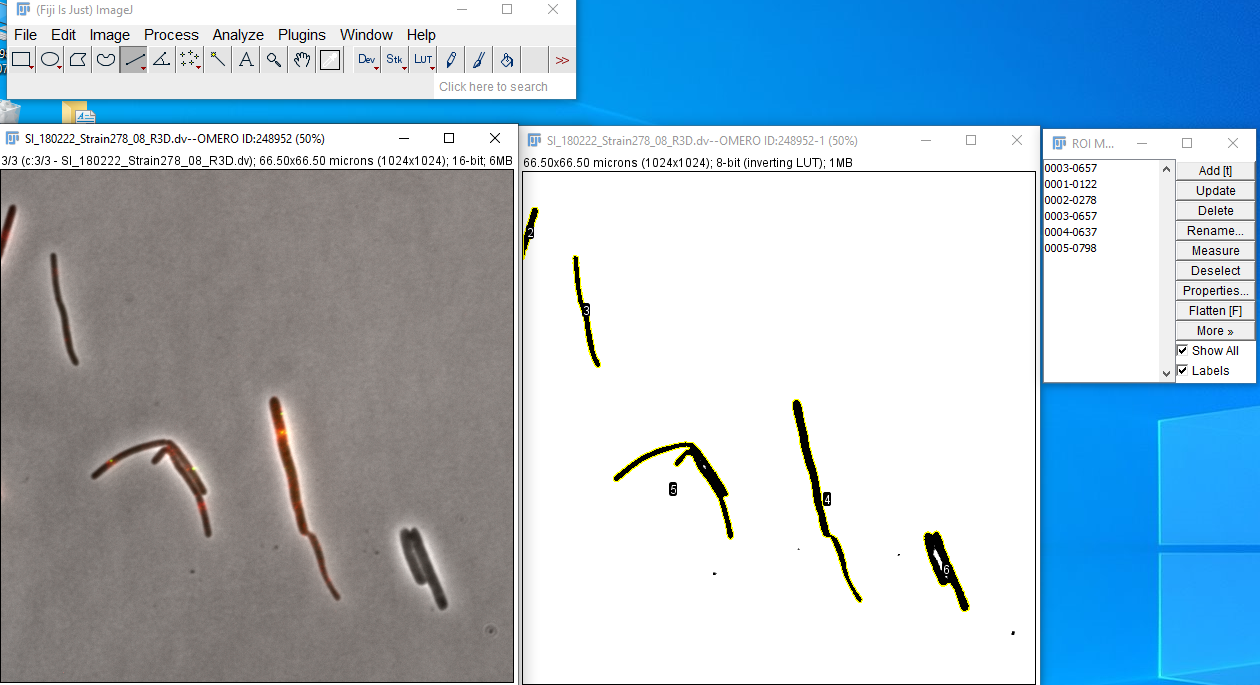 (Fiji Is Just) ImageJ
File Edit Image Process Analyze Plugins Window Help
Dev Stk LUT >>
Click here to search
SI_180222_Strain278_08_R3D.dv--OMERO ID:248952 (50%)
3/3 (c:3/3 - SI_180222_Strain278_08_R3D.dv); 66.50x66.50 microns (1024x1024); 16-bit; 6MB
SI_180222_Strain278_08_R3D.dv--OMERO ID:248952-1 (50%)
66.50x66.50 microns (1024x1024); 8-bit (inverting LUT); 1MB
2
3
4
5
6
ROI M...
0003-0657
0001-0122
0002-0278
0003-0657
0004-0637
0005-0798
Add [t]
Update
Delete
Rename...
Measure
Deselect
Properties...
Flatten [F]
More »
Show All
Labels